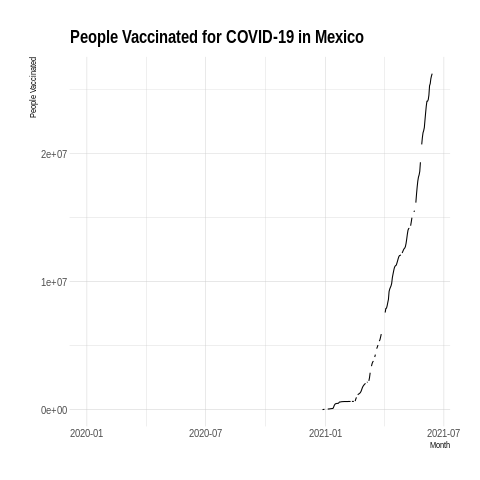 People Vaccinated for COVID-19 in Mexico
People Vaccinated
2e+07
1e+07
0e+00
2020-01 2020-07 2021-01 2021-07
Month